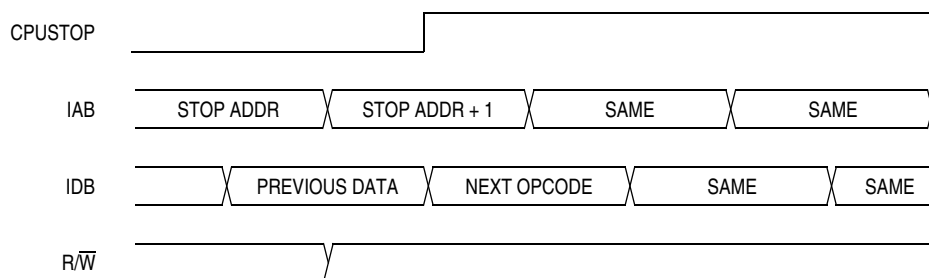 CPUSTOP
IAB STOP ADDR STOP ADDR + 1 SAME SAME
IDB PREVIOUS DATA NEXT OPCODE SAME SAME
R/W̅